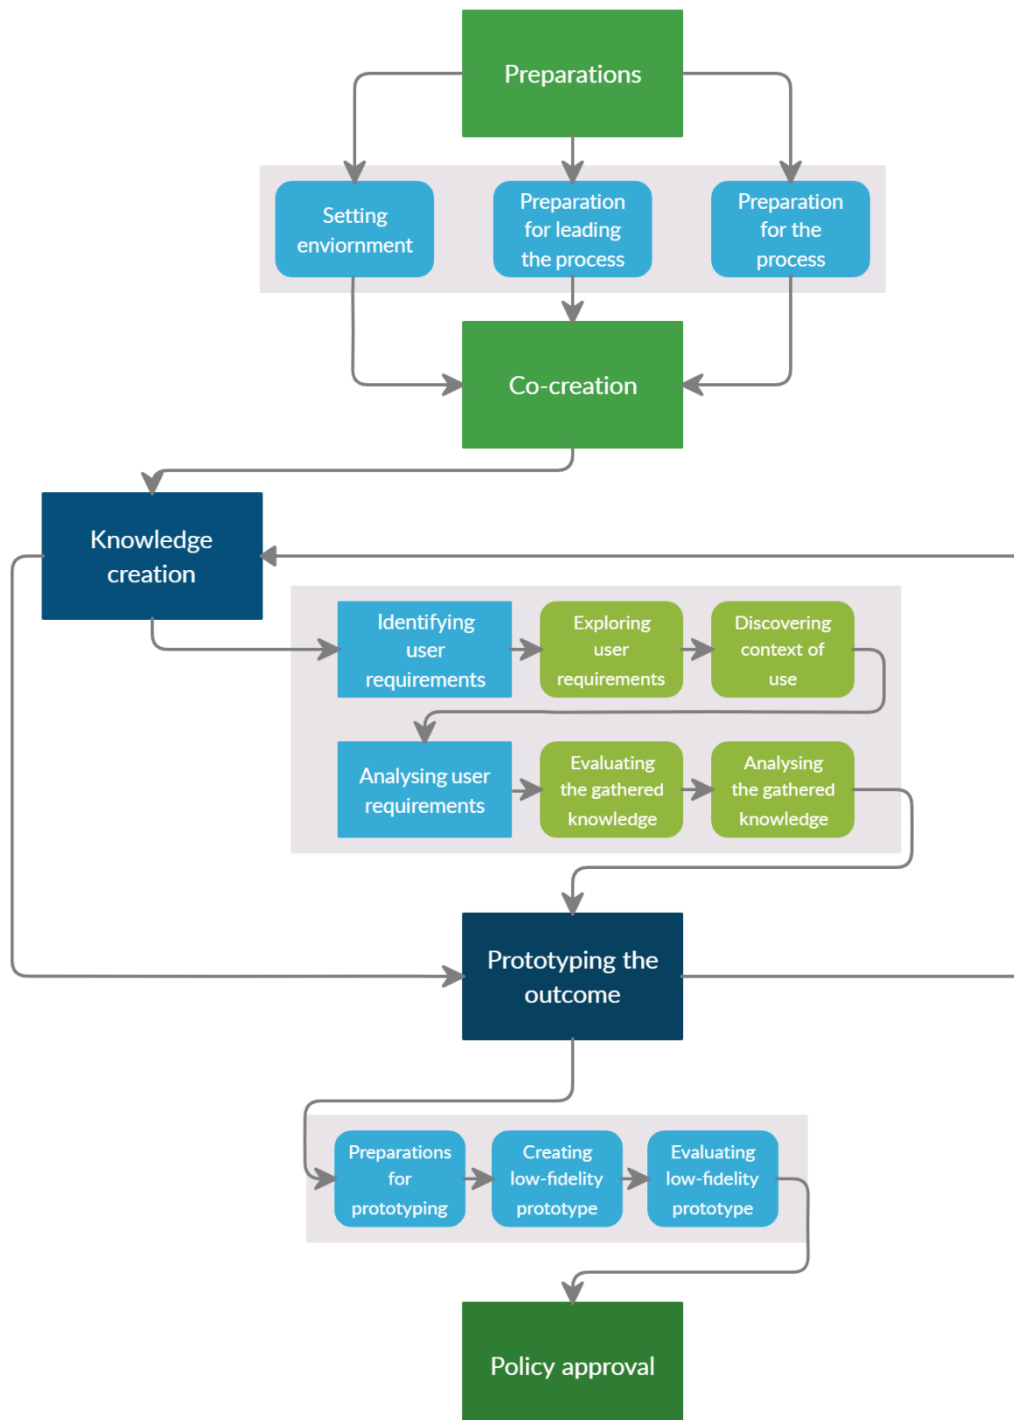 Preparations
Setting
enviornment
Preparation
for leading
the process
Preparation
for the
process
Co-creation
Knowledge
creation
Identifying
user
requirements
Exploring
user
requirements
Discovering
context of
use
Analysing user
requirements
Evaluating
the gathered
knowledge
Analysing
the gathered
knowledge
Prototyping the
outcome
Preparations
for
prototyping
Creating
low-fidelity
prototype
Evaluating
low-fidelity
prototype
Policy approval